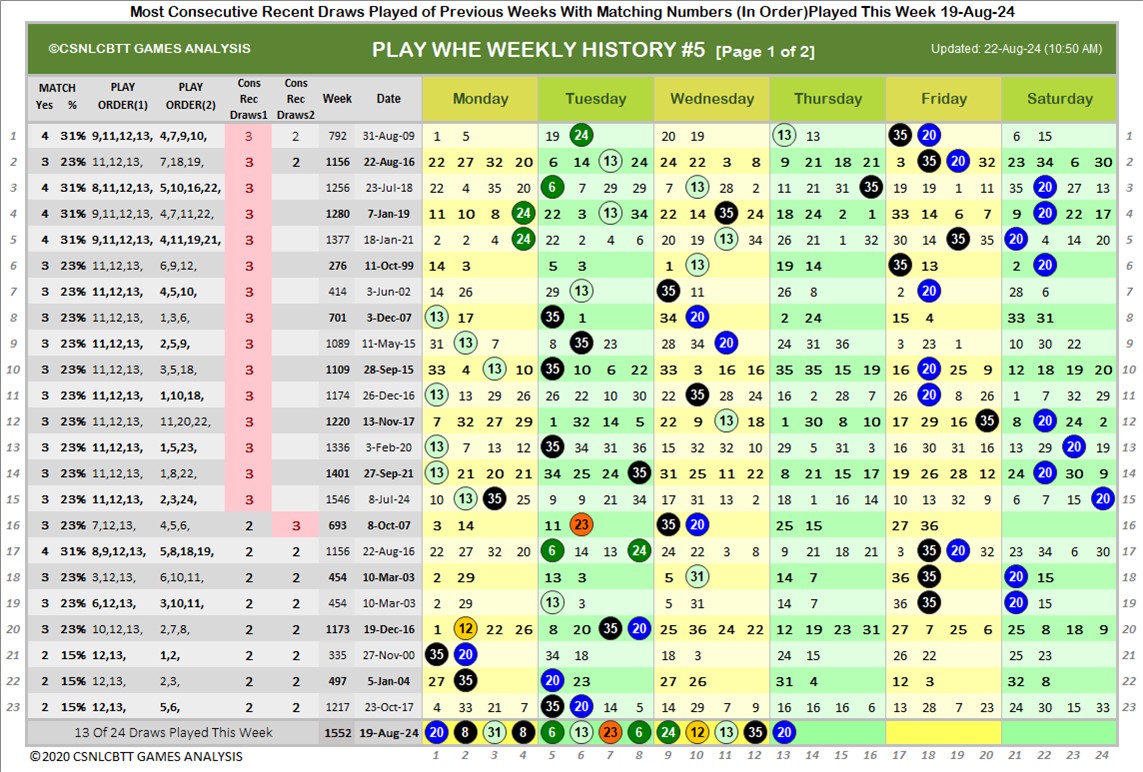 Most Consecutive Recent Draws Played of Previous Weeks With Matching Numbers (In Order)Played This Week 19-Aug-24
©CSNLCBTT GAMES ANALYSIS PLAY WHE WEEKLY HISTORY #5 [Page 1 of 2] Updated: 22-Aug-24 (10:50 AM)
MATCH Yes % PLAY ORDER(1) PLAY ORDER(2) Cons Rec Draws1 Cons Rec Draws2 Week Date Monday Tuesday Wednesday Thursday Friday Saturday
1 4 31% 9,11,12,13, 4,7,9,10, 3 2 792 31-Aug-09 1 5 19 24 20 19 13 13 35 20 6 15 1
2 3 23% 11,12,13, 7,18,19, 3 2 1156 22-Aug-16 22 27 32 20 6 14 13 24 24 22 3 8 9 21 18 21 3 35 20 32 23 34 6 30 2
3 4 31% 8,11,12,13, 5,10,16,22, 3 1256 23-Jul-18 22 4 35 20 6 7 29 29 7 13 28 2 11 21 31 35 19 19 1 11 35 20 27 13 3
4 4 31% 9,11,12,13, 4,7,11,22, 3 1280 7-Jan-19 11 10 8 24 22 3 13 34 22 14 35 24 18 24 2 1 33 14 6 7 9 20 22 17 4
5 4 31% 9,11,12,13, 4,11,19,21, 3 1377 18-Jan-21 2 2 4 24 22 2 4 6 20 19 13 34 26 21 1 32 30 14 35 35 20 4 14 20 5
6 3 23% 11,12,13, 6,9,12, 3 276 11-Oct-99 14 3 5 3 1 13 19 14 35 13 2 20 6
7 3 23% 11,12,13, 4,5,10, 3 414 3-Jun-02 14 26 29 13 35 11 26 8 2 20 28 6 7
8 3 23% 11,12,13, 1,3,6, 3 701 3-Dec-07 13 17 35 1 34 20 2 24 15 4 33 31 8
9 3 23% 11,12,13, 2,5,9, 3 1089 11-May-15 31 13 7 8 35 23 28 34 20 24 31 36 3 23 1 10 30 22 9
10 3 23% 11,12,13, 3,5,18, 3 1109 28-Sep-15 33 4 13 10 35 10 6 22 33 3 16 16 35 35 15 19 16 20 25 9 12 18 19 20 10
11 3 23% 11,12,13, 1,10,18, 3 1174 26-Dec-16 13 13 29 26 26 22 10 30 22 35 28 24 16 2 28 7 26 20 8 26 1 7 32 29 11
12 3 23% 11,12,13, 11,20,22, 3 1220 13-Nov-17 7 32 27 29 1 32 14 5 22 9 13 18 1 30 8 10 17 29 16 35 8 20 24 2 12
13 3 23% 11,12,13, 1,5,23, 3 1336 3-Feb-20 13 7 13 12 35 34 31 13 15 32 32 10 29 5 31 3 16 30 31 16 13 29 20 19 13
14 3 23% 11,12,13, 1,8,22, 3 1401 27-Sep-21 13 21 20 21 34 25 24 35 31 25 11 22 8 21 15 17 19 26 28 12 24 20 30 9 14
15 3 23% 11,12,13, 2,3,24, 3 1546 8-Jul-24 10 13 35 25 9 9 21 34 17 31 13 2 18 1 16 14 10 13 32 9 6 7 15 20 15
16 3 23% 7,12,13, 4,5,6, 2 3 693 8-Oct-07 3 14 11 23 35 20 25 15 27 36 16
17 4 31% 8,9,12,13, 5,8,18,19, 2 2 1156 22-Aug-16 22 27 32 20 6 14 13 24 24 22 3 8 9 21 18 21 3 35 20 32 23 34 6 30 17
18 3 23% 3,12,13, 6,10,11, 2 2 454 10-Mar-03 2 29 13 3 5 31 14 7 36 35 20 15 18
19 3 23% 6,12,13, 3,10,11, 2 2 454 10-Mar-03 2 29 13 3 5 31 14 7 36 35 20 15 19
20 3 23% 10,12,13, 2,7,8, 2 2 1173 19-Dec-16 1 12 22 26 8 20 35 20 25 36 24 22 12 19 23 31 27 7 25 6 25 8 18 9 20
21 2 15% 12,13, 1,2, 2 2 335 27-Nov-00 35 20 34 18 18 3 24 15 26 22 25 23 21
22 2 15% 12,13, 2,3, 2 2 497 5-Jan-04 27 35 20 23 27 26 31 4 12 3 32 8 22
23 2 15% 12,13, 5,6, 2 2 1217 23-Oct-17 4 33 21 7 35 20 14 5 14 29 7 9 16 16 16 6 13 28 7 23 24 30 15 33 23
13 Of 24 Draws Played This Week 1552 19-Aug-24 20 8 31 8 6 13 23 6 24 12 13 35 20
©2020 CSNLCBTT GAMES ANALYSIS 1 2 3 4 5 6 7 8 9 10 11 12 13 14 15 16 17 18 19 20 21 22 23 24